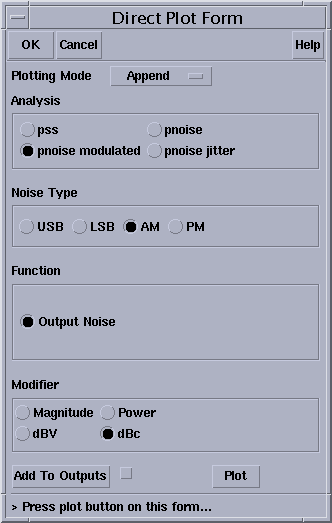 Direct Plot Form
OK Cancel Help
Plotting Mode Append
Analysis
pss pnoise
pnoise modulated pnoise jitter
Noise Type
USB LSB AM PM
Function
Output Noise
Modifier
Magnitude Power
dBV dBc
Add To Outputs Plot
> Press plot button on this form...